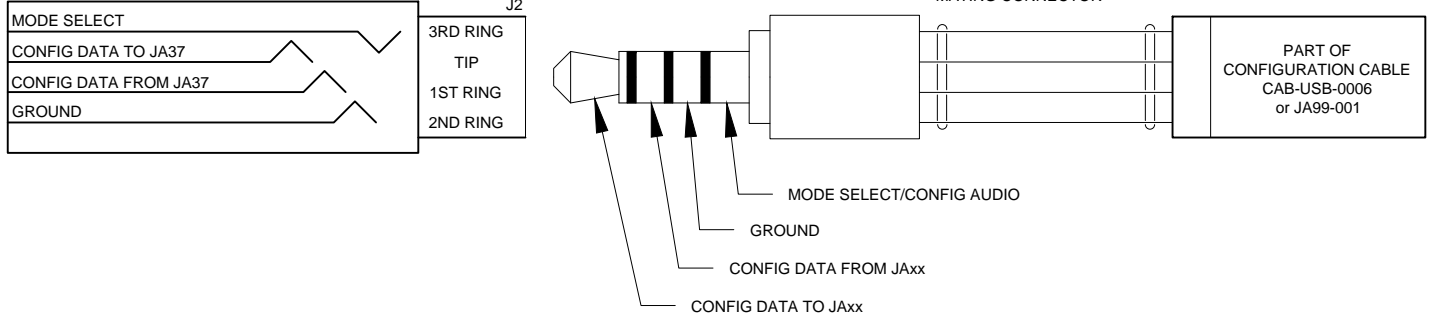 J2
MATING CONNECTOR
MODE SELECT
3RD RING
CONFIG DATA TO JA37
TIP
CONFIG DATA FROM JA37
1ST RING
GROUND
2ND RING
PART OF
CONFIGURATION CABLE
CAB-USB-0006
or JA99-001
MODE SELECT/CONFIG AUDIO
GROUND
CONFIG DATA FROM JAxx
CONFIG DATA TO JAxx